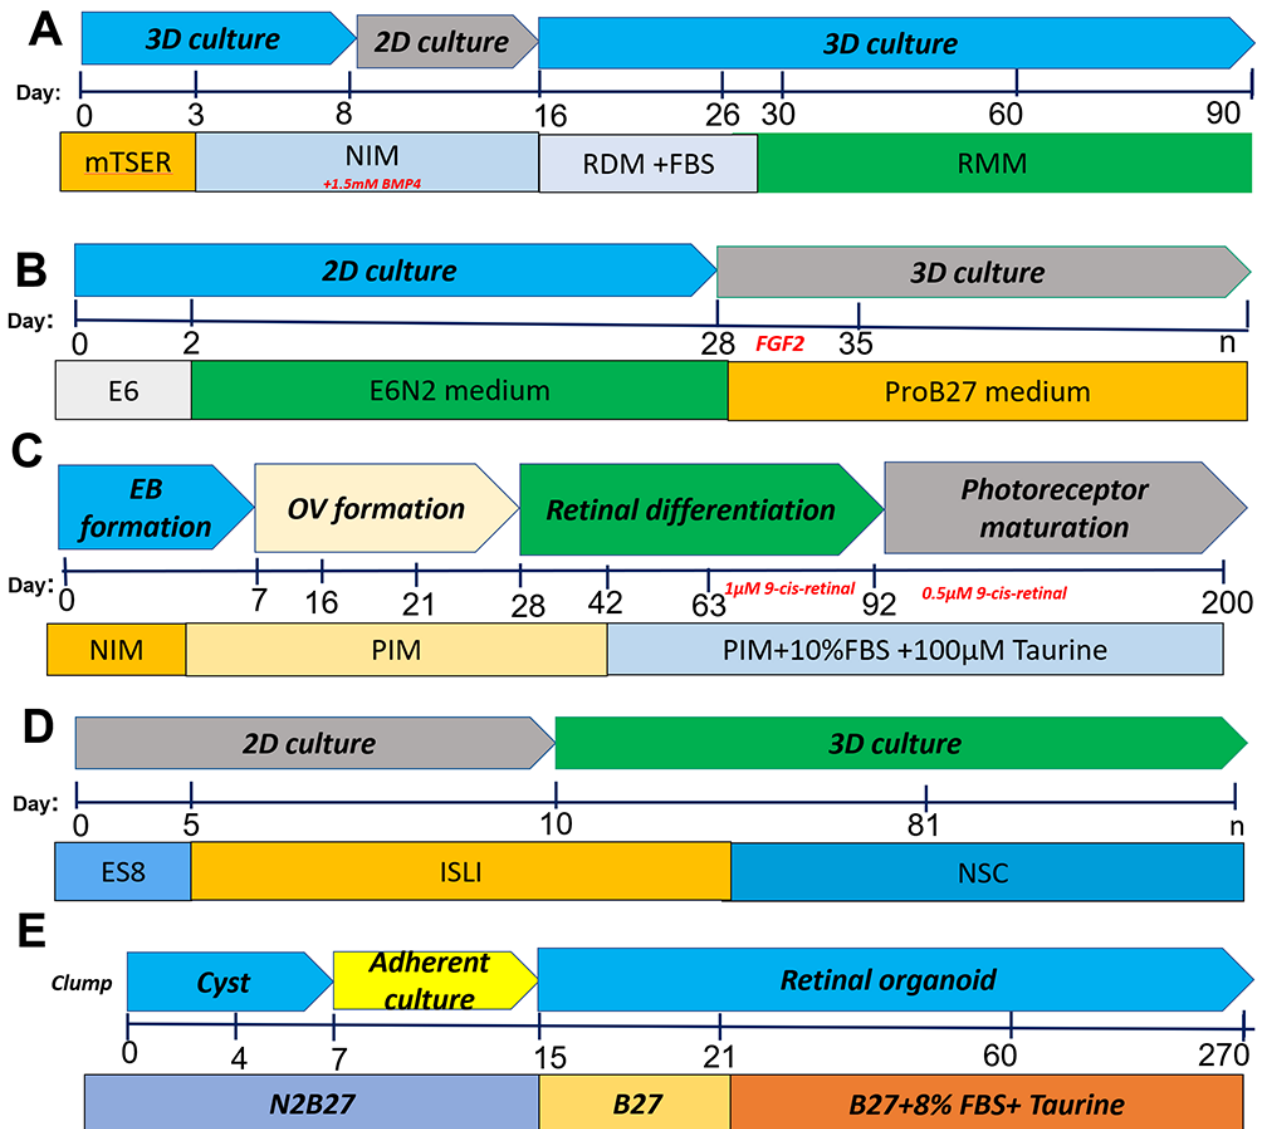 A
3D culture
2D culture
3D culture
Day:
0 3 8 16 26 30 60 90
mTSER
NIM
+1.5mM BMP4
RDM +FBS
RMM
B
2D culture
3D culture
Day:
0 2 28 FGF2 35 n
E6
E6N2 medium
ProB27 medium
C
EB
formation
OV formation
Retinal differentiation
Photoreceptor
maturation
Day:
0 7 16 21 28 42 63 1µM 9-cis-retinal 92 0.5µM 9-cis-retinal 200
NIM
PIM
PIM+10%FBS +100µM Taurine
D
2D culture
3D culture
Day:
0 5 10 81 n
ES8
ISLI
NSC
E
Clump
Cyst
Adherent
culture
Retinal organoid
0 4 7 15 21 60 270
N2B27
B27
B27+8% FBS+ Taurine